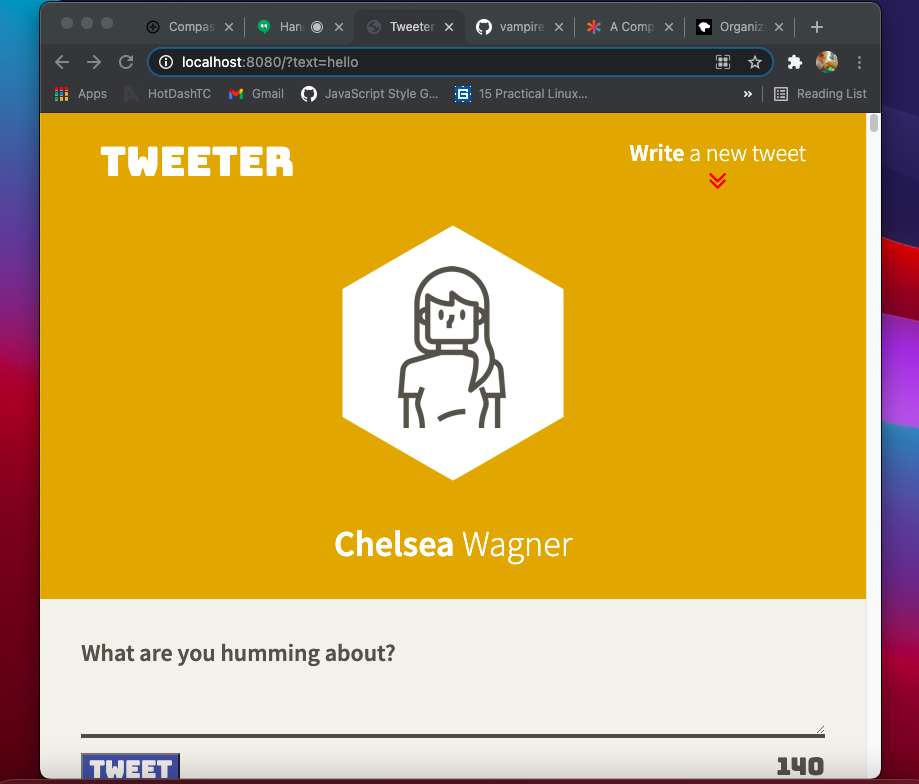 Compas
Han
Tweeter
vampire
A Comp
Organiz
localhost:8080/?text=hello
Apps
HotDashTC
Gmail
JavaScript Style G...
15 Practical Linux...
»
Reading List
TWEETER
Write a new tweet
Chelsea Wagner
What are you humming about?
TWEET
140